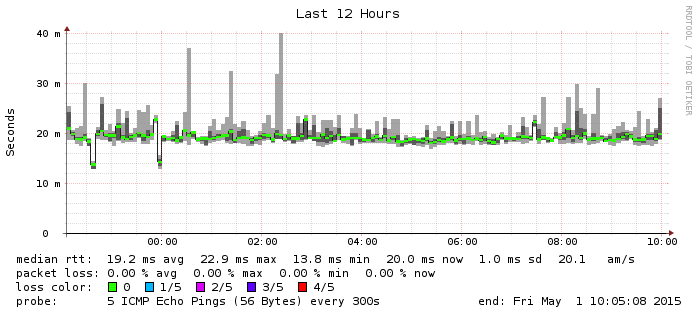 Last 12 Hours
RRDTOOL / TOBI OETIKER
Seconds
40 m
30 m
20 m
10 m
0
00:00 02:00 04:00 06:00 08:00 10:00
median rtt: 19.2 ms avg 22.9 ms max 13.8 ms min 20.0 ms now 1.0 ms sd 20.1 am/s
packet loss: 0.00 % avg 0.00 % max 0.00 % min 0.00 % now
loss color: 0 1/5 2/5 3/5 4/5
probe: 5 ICMP Echo Pings (56 Bytes) every 300s end: Fri May 1 10:05:08 2015